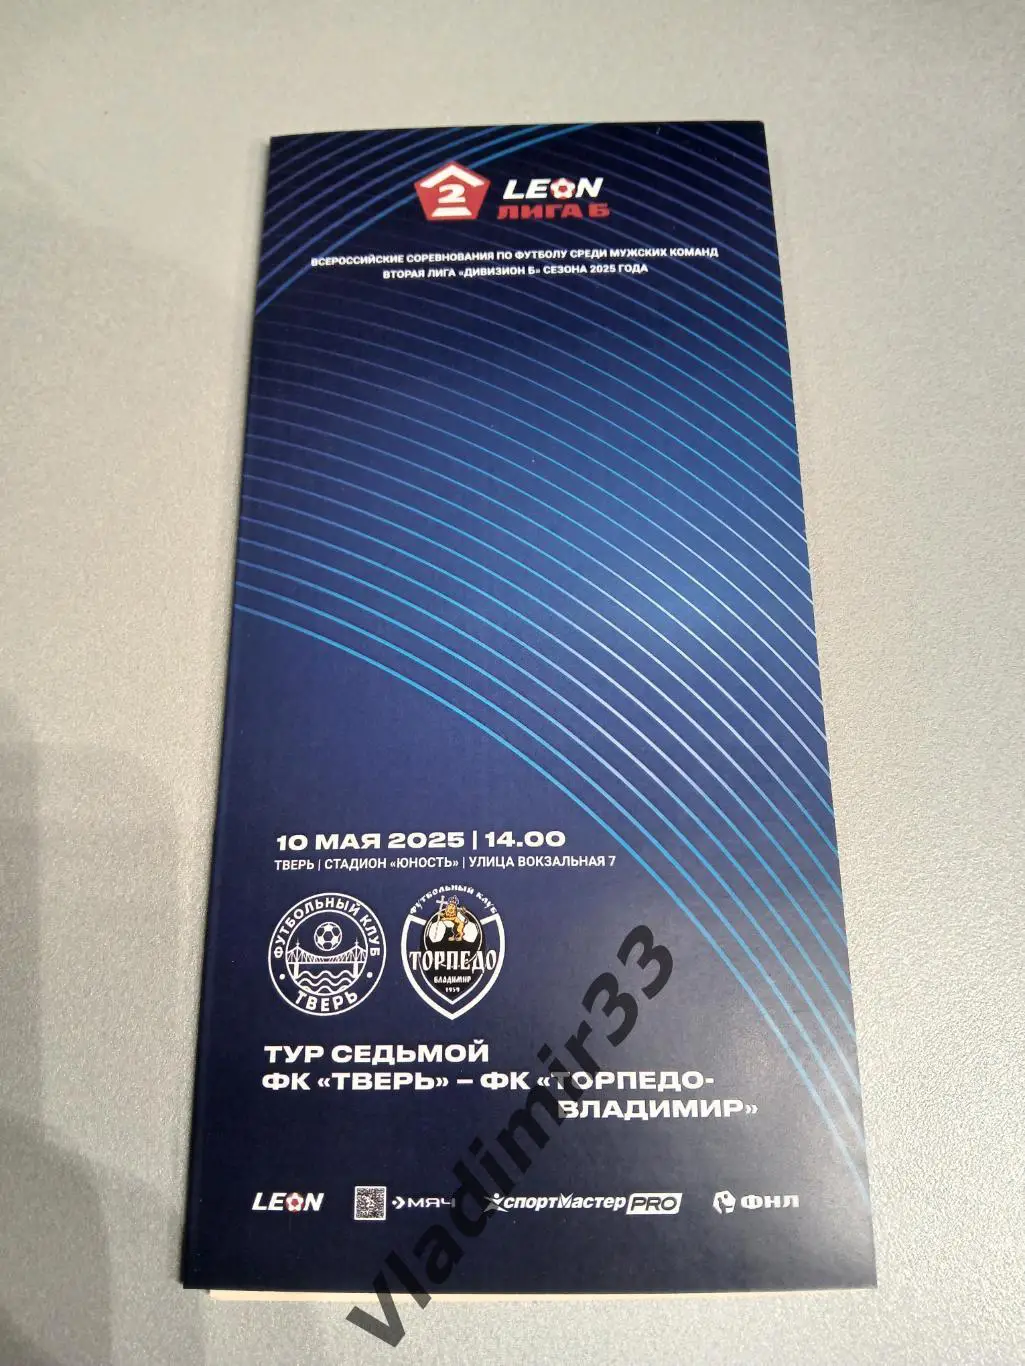 2
LEON
ЛИГА Б
ВСЕРОССИЙСКИЕ СОРЕВНОВАНИЯ ПО ФУТБОЛУ СРЕДИ МУЖСКИХ КОМАНД
ВТОРАЯ ЛИГА «ДИВИЗИОН Б» СЕЗОНА 2025 ГОДА
10 МАЯ 2025 | 14.00
ТВЕРЬ | СТАДИОН «ЮНОСТЬ» | УЛИЦА ВОКЗАЛЬНАЯ 7
ФУТБОЛЬНЫЙ КЛУБ
ТВЕРЬ
ФУТБОЛЬНЫЙ КЛУБ
ТОРПЕДО
ВЛАДИМИР
1959
ТУР СЕДЬМОЙ
ФК «ТВЕРЬ» – ФК «ТОРПЕДО-
ВЛАДИМИР»
LEON МЯЧ СПОРТМАСТЕР PRO ФНЛ
vladimir33